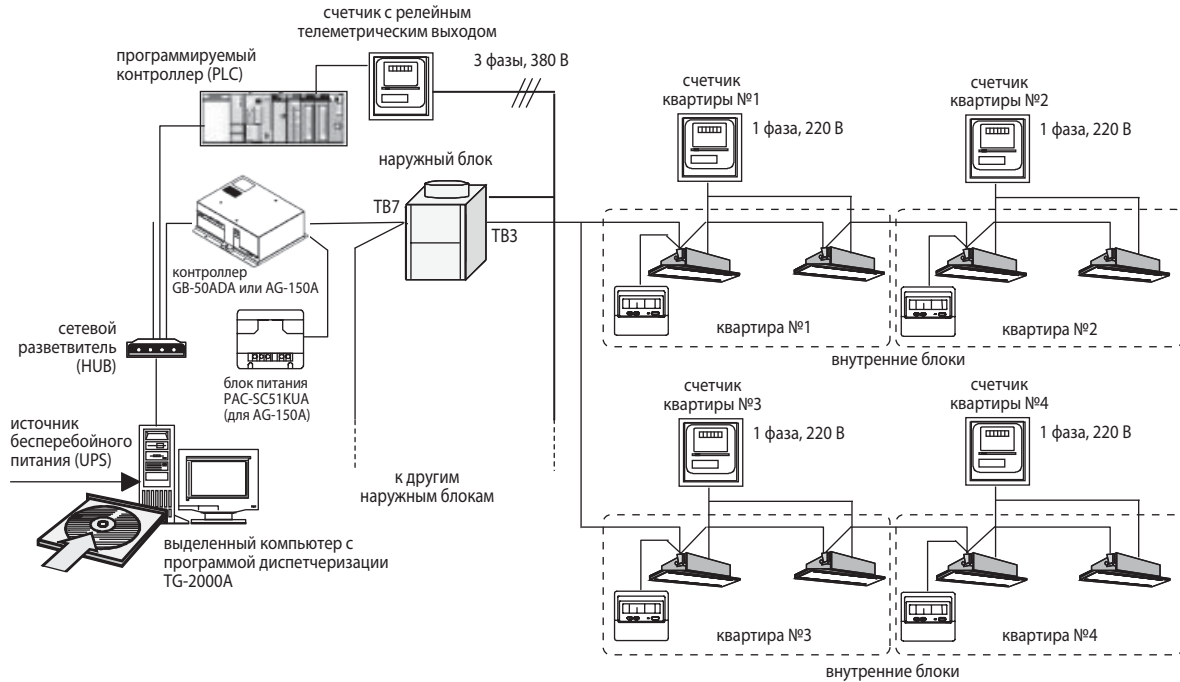 счетчик с релейным
телеметрическим выходом
программируемый
контроллер (PLC)
3 фазы, 380 В
наружный блок
TB7
TB3
контроллер
GB-50ADA или AG-150A
сетевой
разветвитель
(HUB)
блок питания
PAC-SC51KUA
(для AG-150A)
источник
бесперебойного
питания (UPS)
к другим
наружным блокам
выделенный компьютер с
программой диспетчеризации
TG-2000A
счетчик
квартиры №1
1 фаза, 220 В
счетчик
квартиры №2
1 фаза, 220 В
квартира №1
квартира №2
внутренние блоки
счетчик
квартиры №3
1 фаза, 220 В
счетчик
квартиры №4
1 фаза, 220 В
квартира №3
квартира №4
внутренние блоки